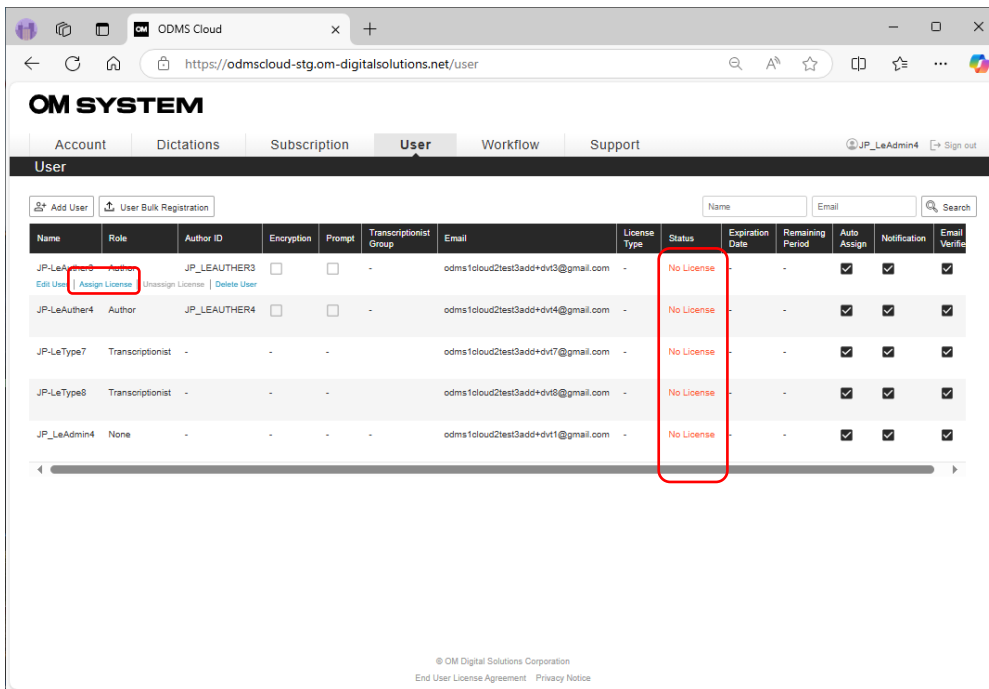 OM ODMS Cloud
https://odmscloud-stg.om-digitalsolutions.net/user
OM SYSTEM
Account Dictations Subscription User Workflow Support JP_LeAdmin4 Sign out
User
Add User User Bulk Registration Name Email Search
Name Role Author ID Encryption Prompt Transcriptionist Group Email License Type Status Expiration Date Remaining Period Auto Assign Notification Email Verifie
JP-LeAuther3 Author JP_LEAUTHER3 - odms1cloud2test3add+dvt3@gmail.com - No License - -
Edit User | Assign License | Unassign License | Delete User
JP-LeAuther4 Author JP_LEAUTHER4 - odms1cloud2test3add+dvt4@gmail.com - No License - -
JP-LeType7 Transcriptionist - - - odms1cloud2test3add+dvt7@gmail.com - No License - -
JP-LeType8 Transcriptionist - - - odms1cloud2test3add+dvt8@gmail.com - No License - -
JP_LeAdmin4 None - - - - odms1cloud2test3add+dvt1@gmail.com - No License - -
© OM Digital Solutions Corporation
End User License Agreement Privacy Notice